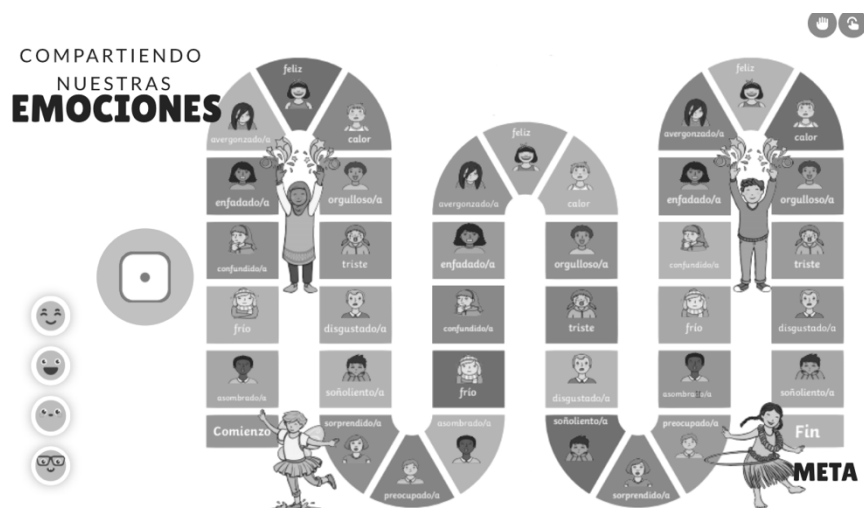 COMPARTIENDO
NUESTRAS
EMOCIONES
Comienzo
asombrado/a
frío
confundido/a
enfadado/a
avergonzado/a
feliz
calor
orgulloso/a
triste
disgustado/a
soñoliento/a
sorprendido/a
preocupado/a
asombrado/a
frío
confundida/a
enfadado/a
avergonzado/a
feliz
calor
orgulloso/a
triste
disgustado/a
soñoliento/a
sorprendido/a
preocupado/a
asombrado/a
frío
confundido/a
enfadado/a
avergonzado/a
feliz
calor
orgulloso/a
triste
disgustado/a
soñoliento/a
Fin
META